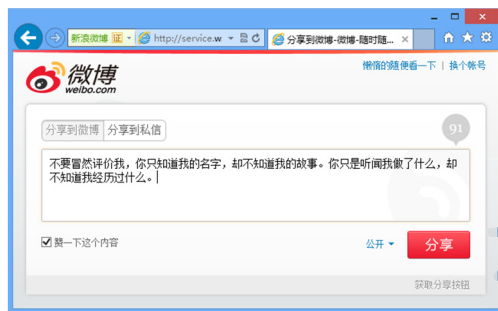 新浪微博 证
http://service.w
分享到微博-微博-随时随...
微博
weibo.com
懒惰的随便看一下 | 换个帐号
分享到微博 分享到私信
91
不要冒然评价我，你只知道我的名字，却不知道我的故事。你只是听闻我做了什么，却
不知道我经历过什么。
赞一下这个内容
公开
分享
获取分享按钮